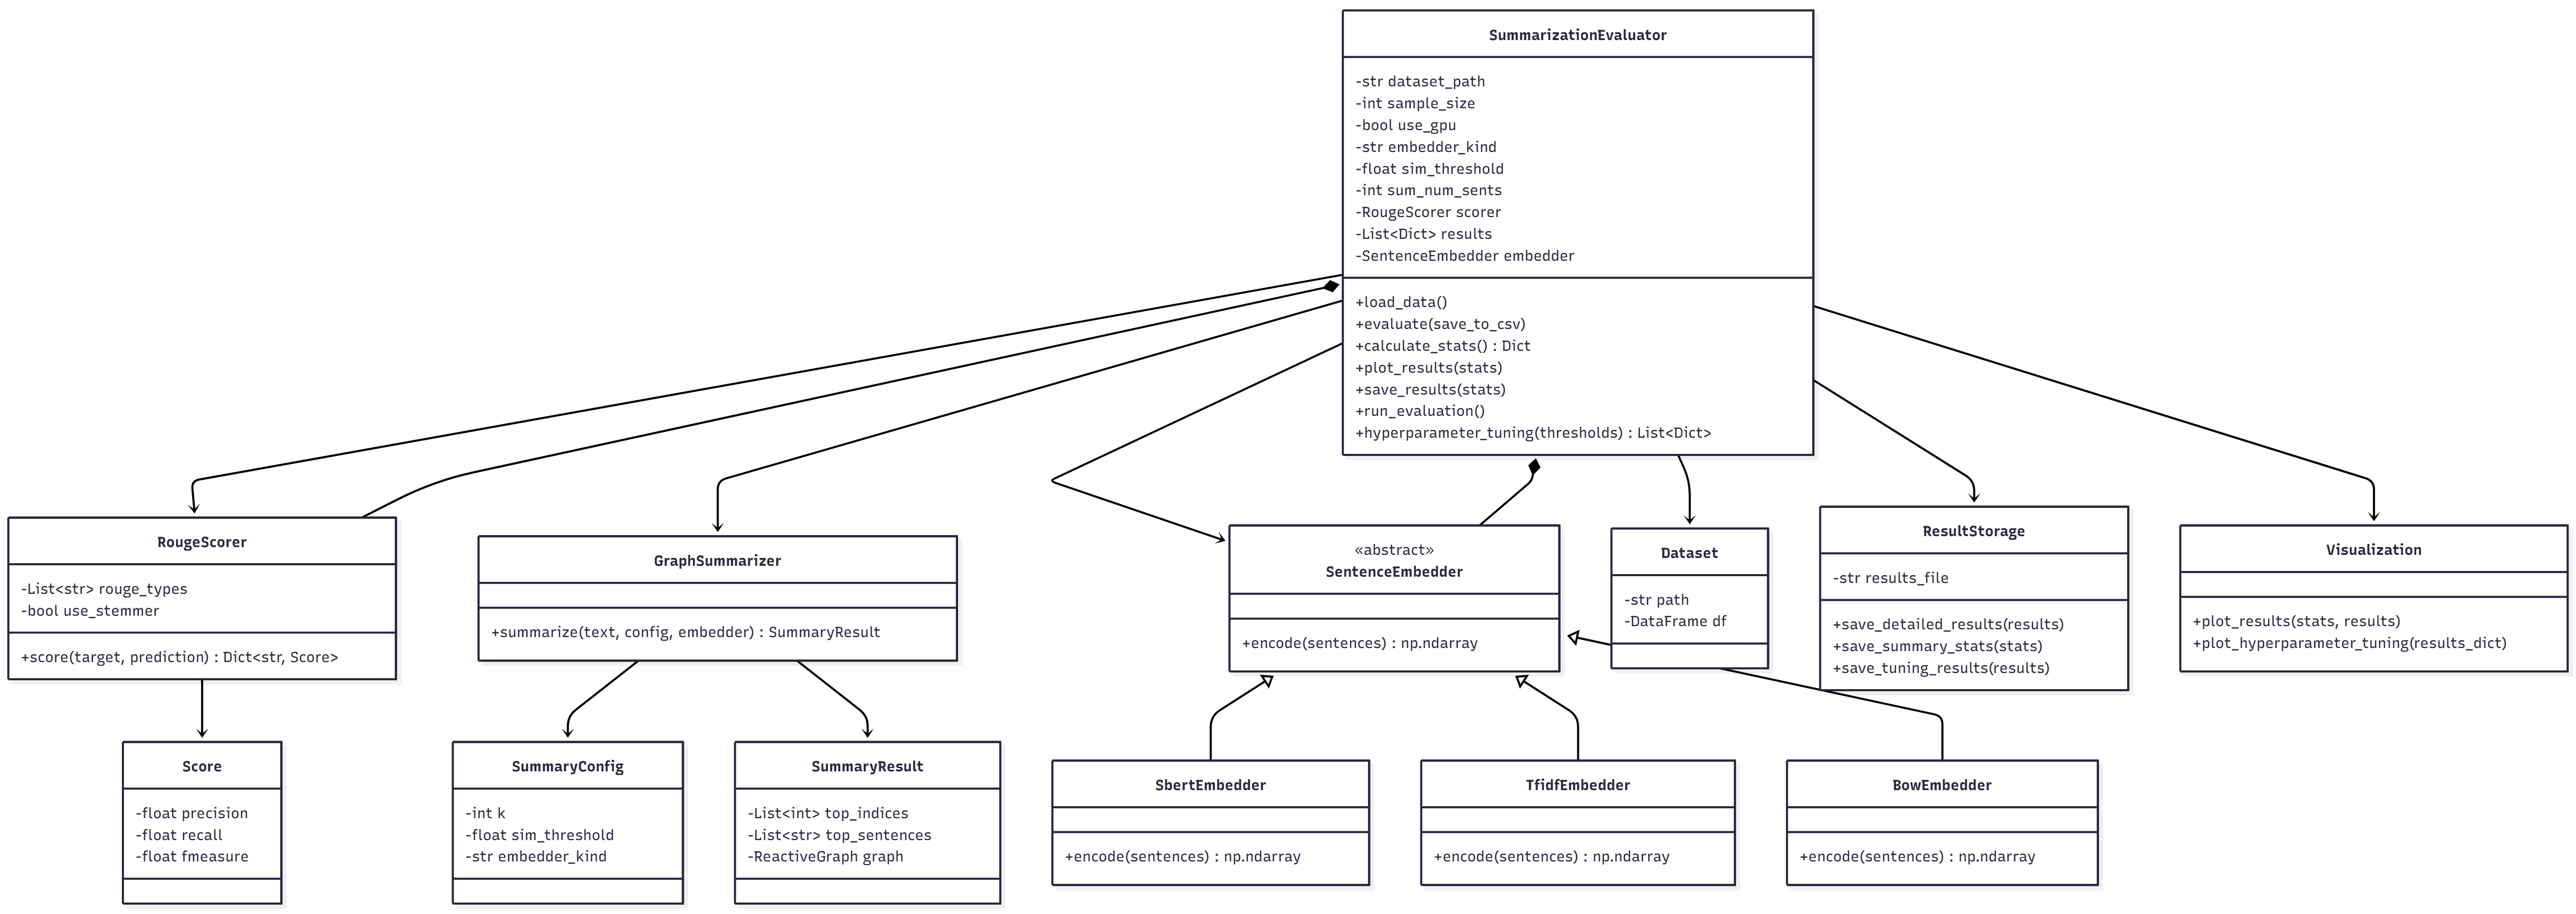 SummarizationEvaluator
-str dataset_path
-int sample_size
-bool use_gpu
-str embedder_kind
-float sim_threshold
-int sum_num_sents
-RougeScorer scorer
-List<Dict> results
-SentenceEmbedder embedder
+load_data()
+evaluate(save_to_csv)
+calculate_stats() : Dict
+plot_results(stats)
+save_results(stats)
+run_evaluation()
+hyperparameter_tuning(thresholds) : List<Dict>
RougeScorer
-List<str> rouge_types
-bool use_stemmer
+score(target, prediction) : Dict<str, Score>
GraphSummarizer
+summarize(text, config, embedder) : SummaryResult
«abstract»
SentenceEmbedder
+encode(sentences) : np.ndarray
Dataset
-str path
-DataFrame df
ResultStorage
-str results_file
+save_detailed_results(results)
+save_summary_stats(stats)
+save_tuning_results(results)
Visualization
+plot_results(stats, results)
+plot_hyperparameter_tuning(results_dict)
Score
-float precision
-float recall
-float fmeasure
SummaryConfig
-int k
-float sim_threshold
-str embedder_kind
SummaryResult
-List<int> top_indices
-List<str> top_sentences
-ReactiveGraph graph
SbertEmbedder
+encode(sentences) : np.ndarray
TfidfEmbedder
+encode(sentences) : np.ndarray
BowEmbedder
+encode(sentences) : np.ndarray